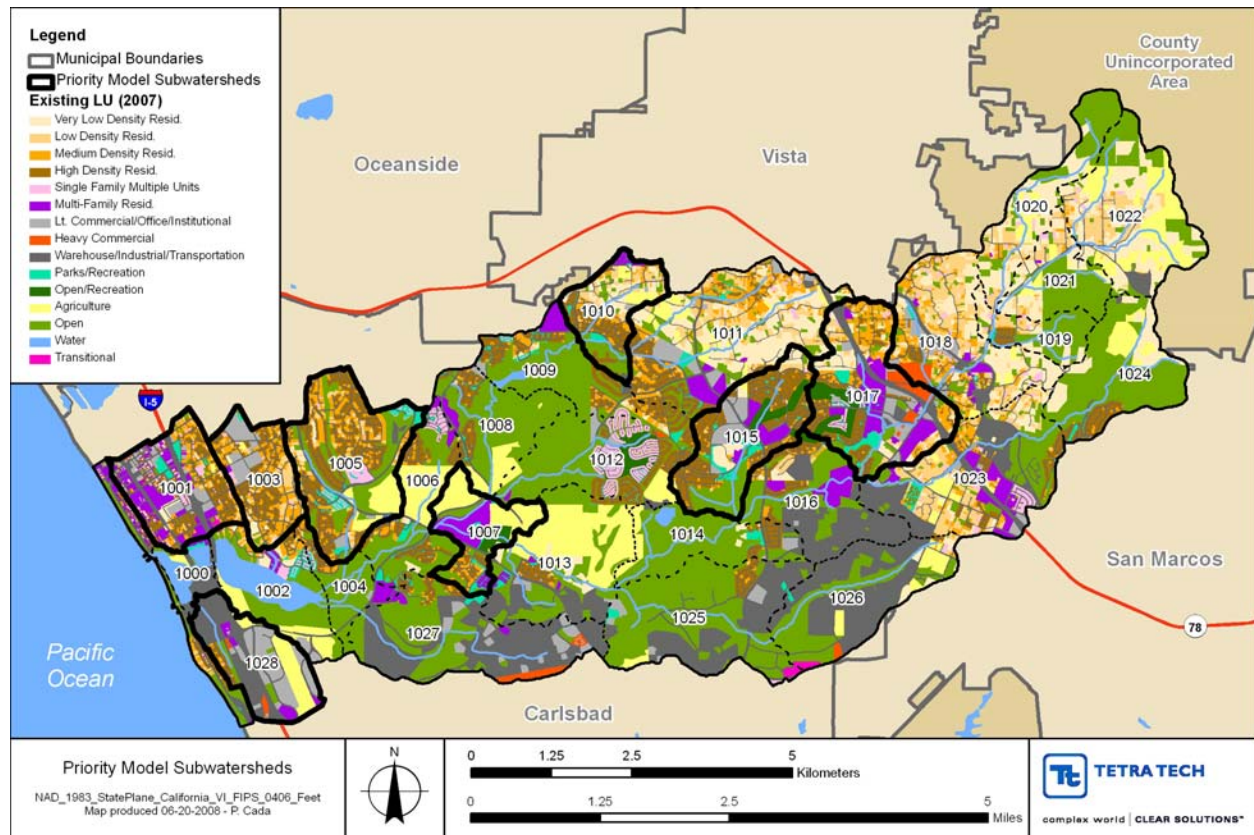 Legend
Municipal Boundaries
Priority Model Subwatersheds
Existing LU (2007)
Very Low Density Resid.
Low Density Resid.
Medium Density Resid.
High Density Resid.
Single Family Multiple Units
Multi-Family Resid.
Lt. Commercial/Office/Institutional
Heavy Commercial
Warehouse/Industrial/Transportation
Parks/Recreation
Open/Recreation
Agriculture
Open
Water
Transitional
County
Unincorporated
Area
Oceanside
Vista
I-5
1020
1022
1021
1019
1024
1018
1010
1011
1009
1017
1008
1015
1012
1005
1006
1003
1001
1023
1016
1007
1014
1013
1000
1002
1004
1025
1026
1027
1028
San Marcos
78
Pacific
Ocean
Carlsbad
Priority Model Subwatersheds
NAD_1983_StatePlane_California_VI_FIPS_0406_Feet
Map produced 06-20-2008 - P. Cada
N
0 1.25 2.5 5
Kilometers
0 1.25 2.5 5
Miles
Tt TETRA TECH
complex world | CLEAR SOLUTIONS™